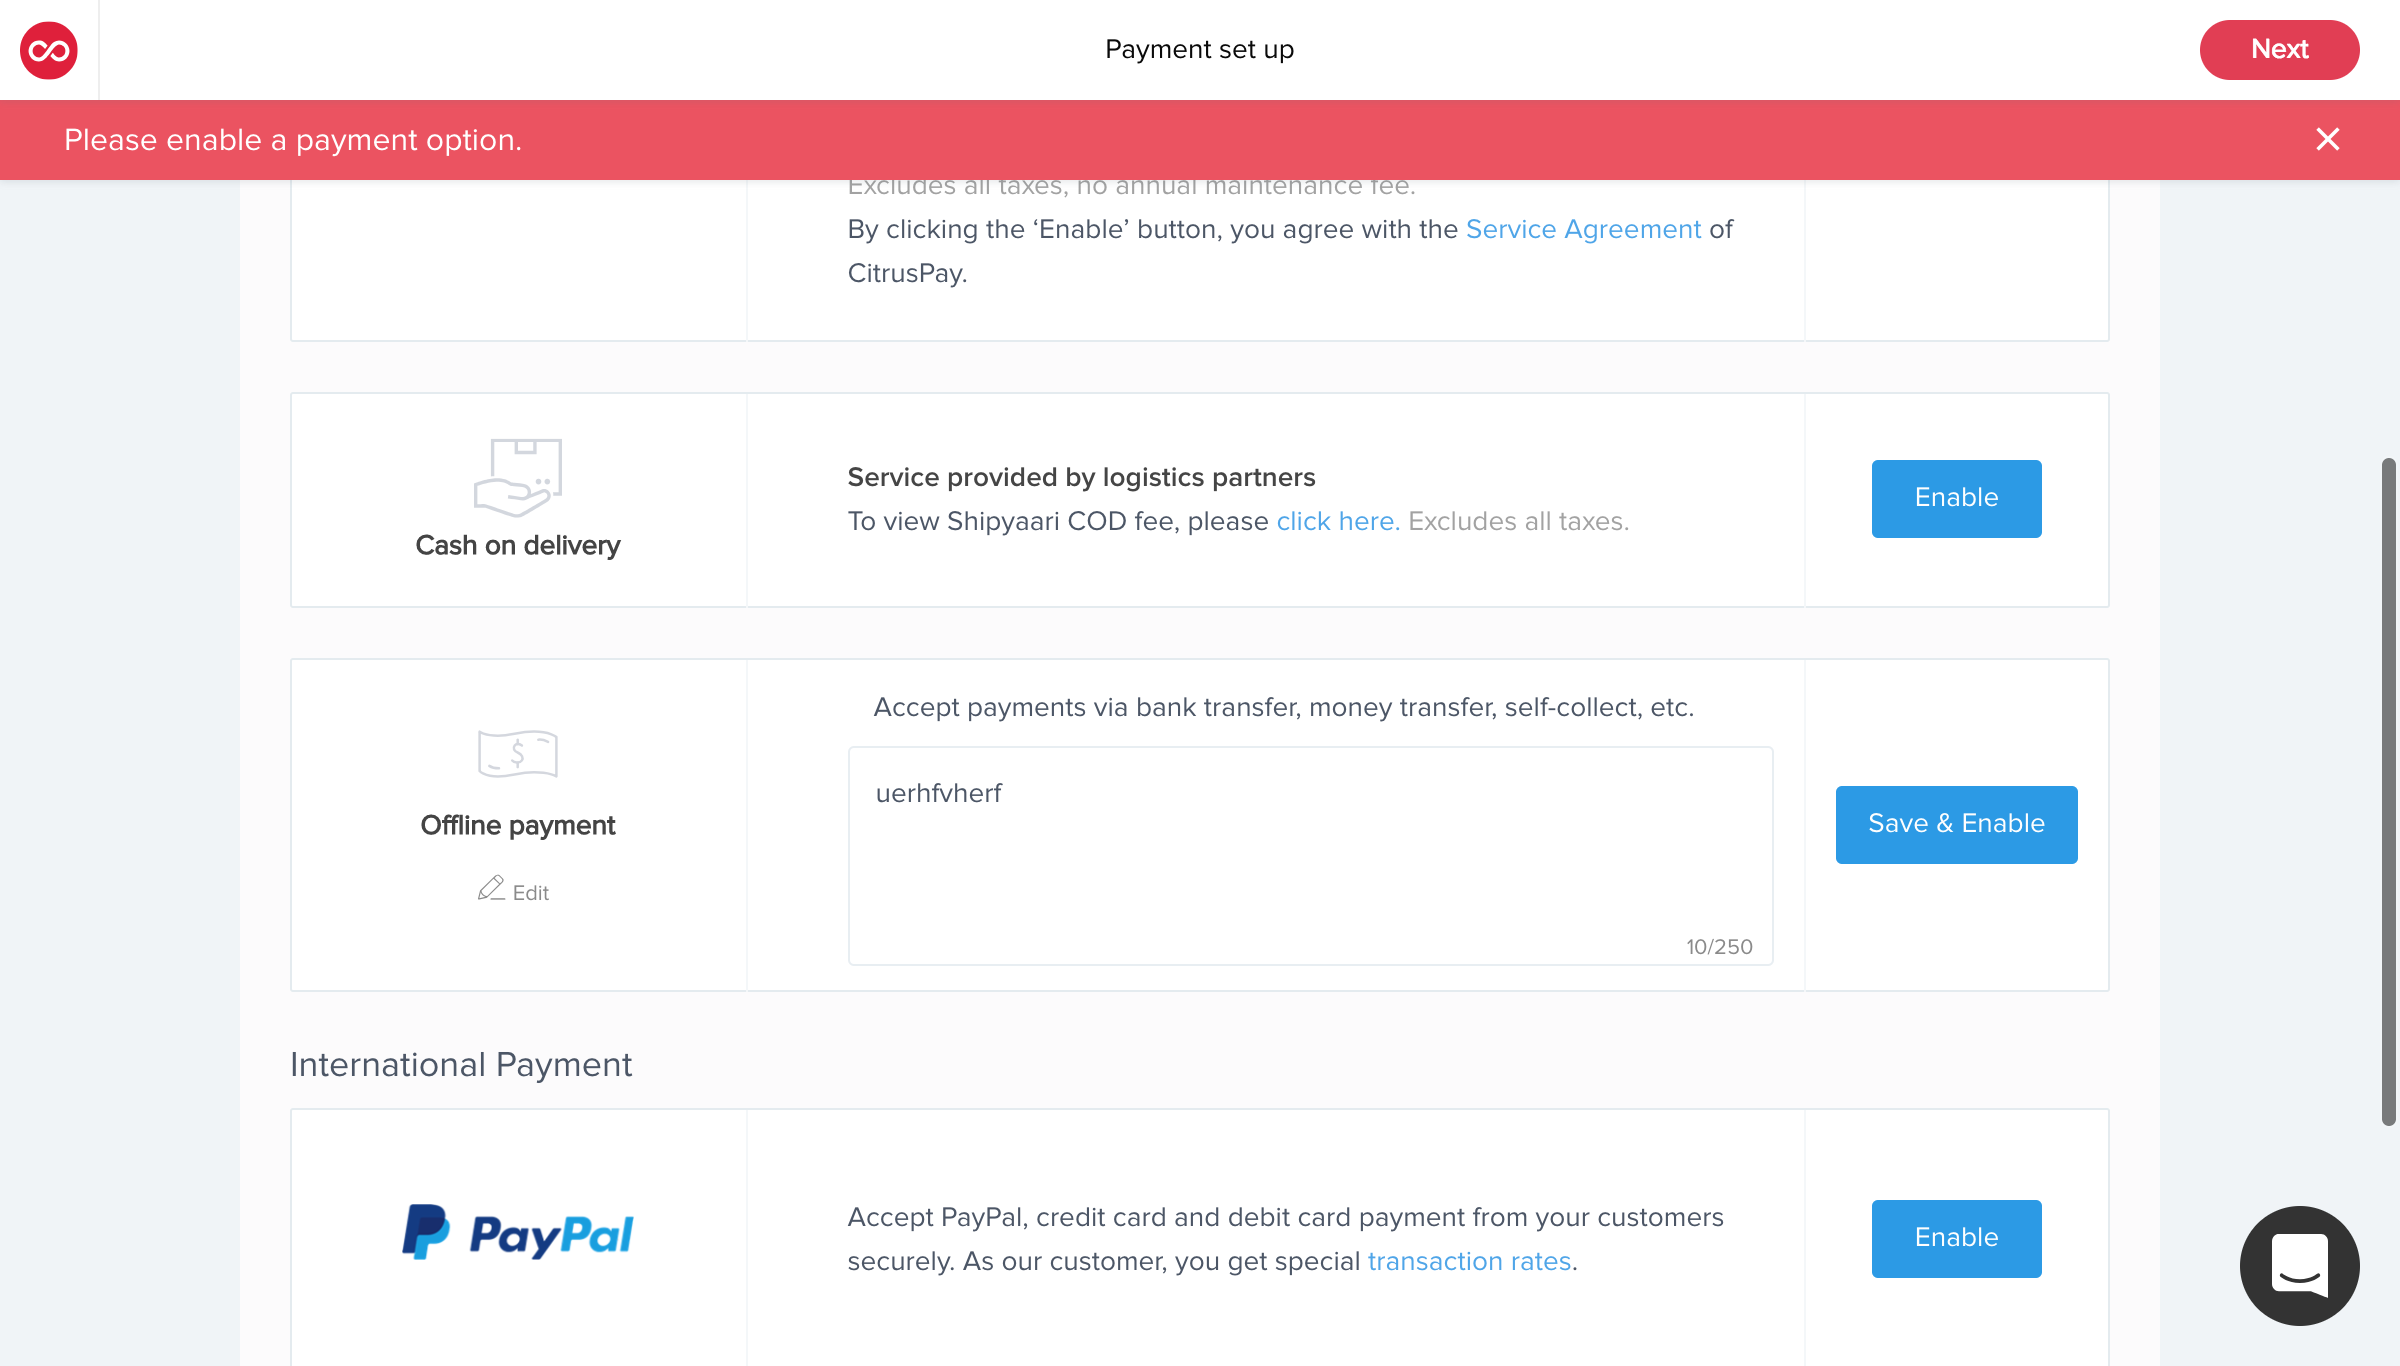 Payment set up
Next
Please enable a payment option.
Excludes all taxes, no annual maintenance fee.
By clicking the ‘Enable’ button, you agree with the Service Agreement of
CitrusPay.
Cash on delivery
Service provided by logistics partners
To view Shipyaari COD fee, please click here. Excludes all taxes.
Enable
Offline payment
Edit
Accept payments via bank transfer, money transfer, self-collect, etc.
uerhfvherf
10/250
Save & Enable
International Payment
PayPal
Accept PayPal, credit card and debit card payment from your customers
securely. As our customer, you get special transaction rates.
Enable